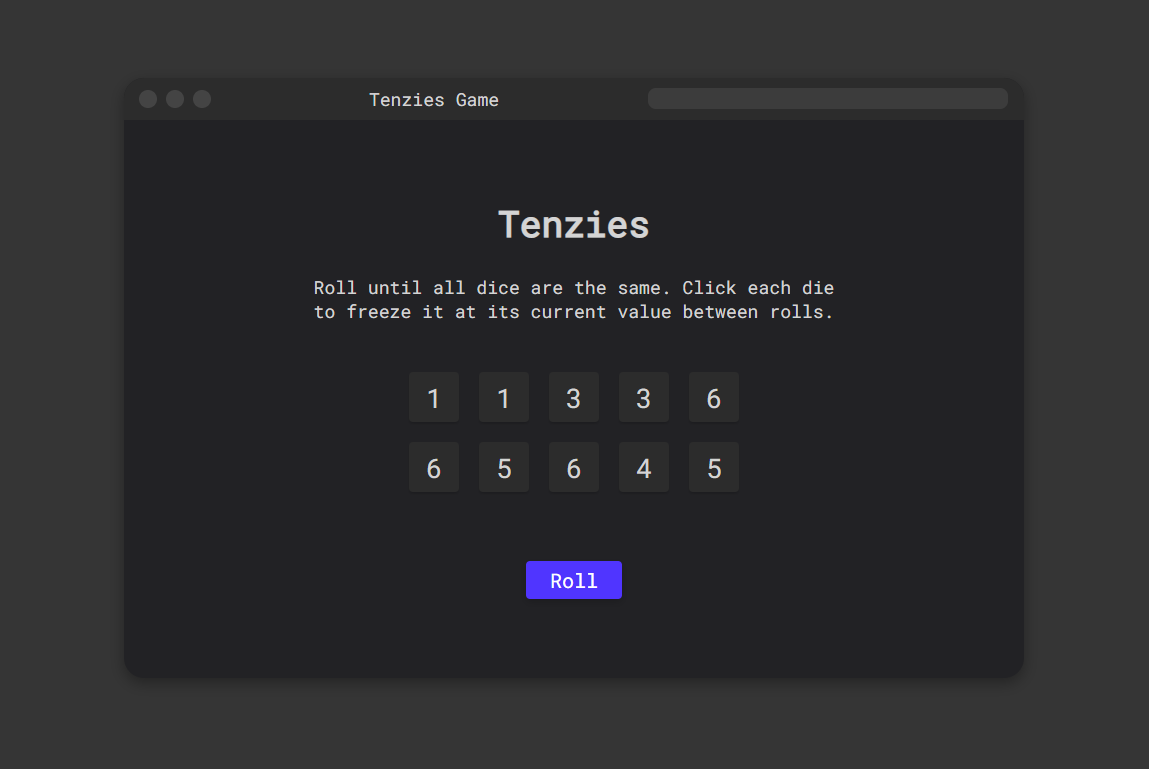 Tenzies Game
Tenzies
Roll until all dice are the same. Click each die
to freeze it at its current value between rolls.
1 1 3 3 6
6 5 6 4 5
Roll